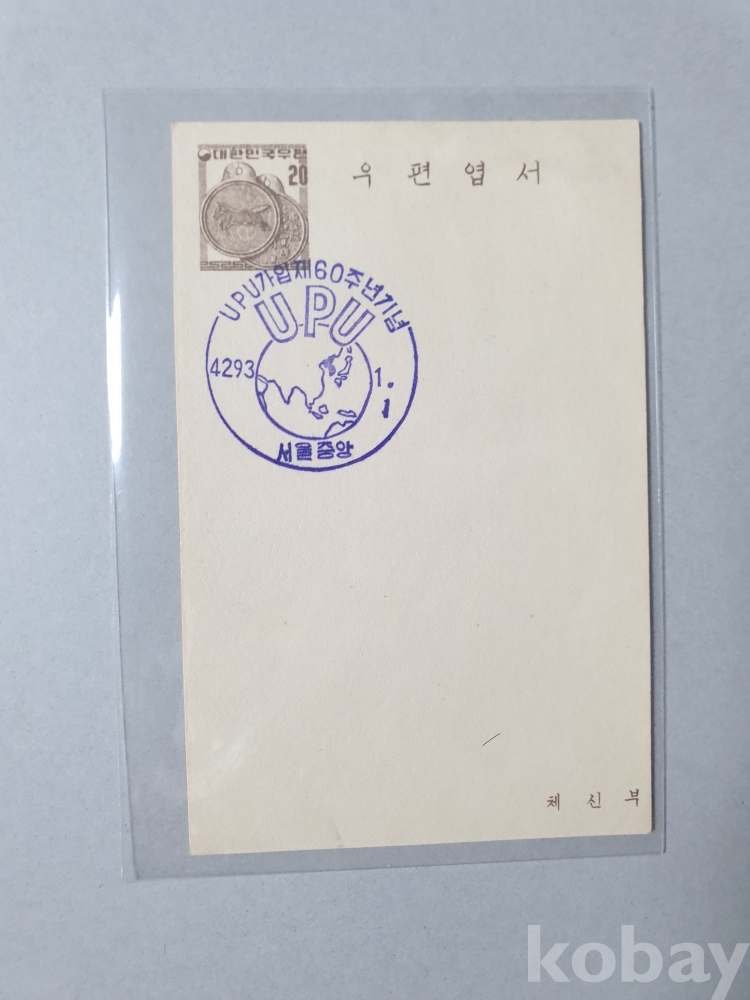 대한민국우편
20
우편엽서
UPU가입제60주년기념
UPU
4293 1. 1
서울중앙
체신부
kobay